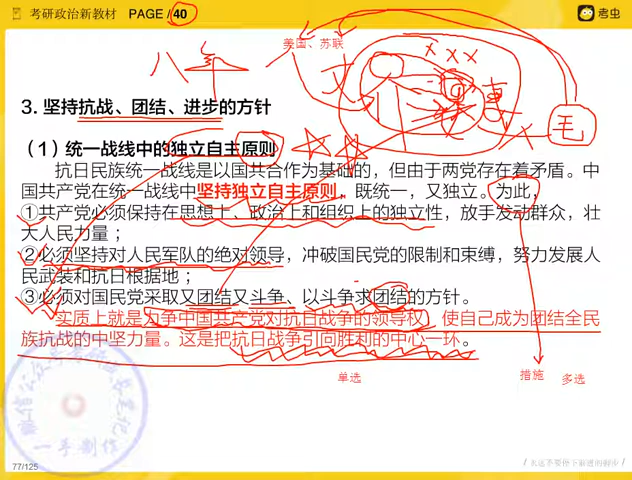 考研政治新教材 PAGE / 40
考虫
美国、苏联
八年
文
XXX
毛
3. 坚持抗战、团结、进步的方针
（1）统一战线中的独立自主原则
抗日民族统一战线是以国共合作为基础的，但由于两党存在着矛盾。中
国共产党在统一战线中坚持独立自主原则，既统一，又独立。为此，
①共产党必须保持在思想上、政治上和组织上的独立性，放手发动群众，壮
大人民力量；
②必须坚持对人民军队的绝对领导，冲破国民党的限制和束缚，努力发展人
民武装和抗日根据地；
③必须对国民党采取又团结又斗争、以斗争求团结的方针。
实质上就是力争中国共产党对抗日战争的领导权，使自己成为团结全民
族抗战的中坚力量。这是把抗日战争引向胜利的中心一环。
单选
措施
多选
一手制作
77/125